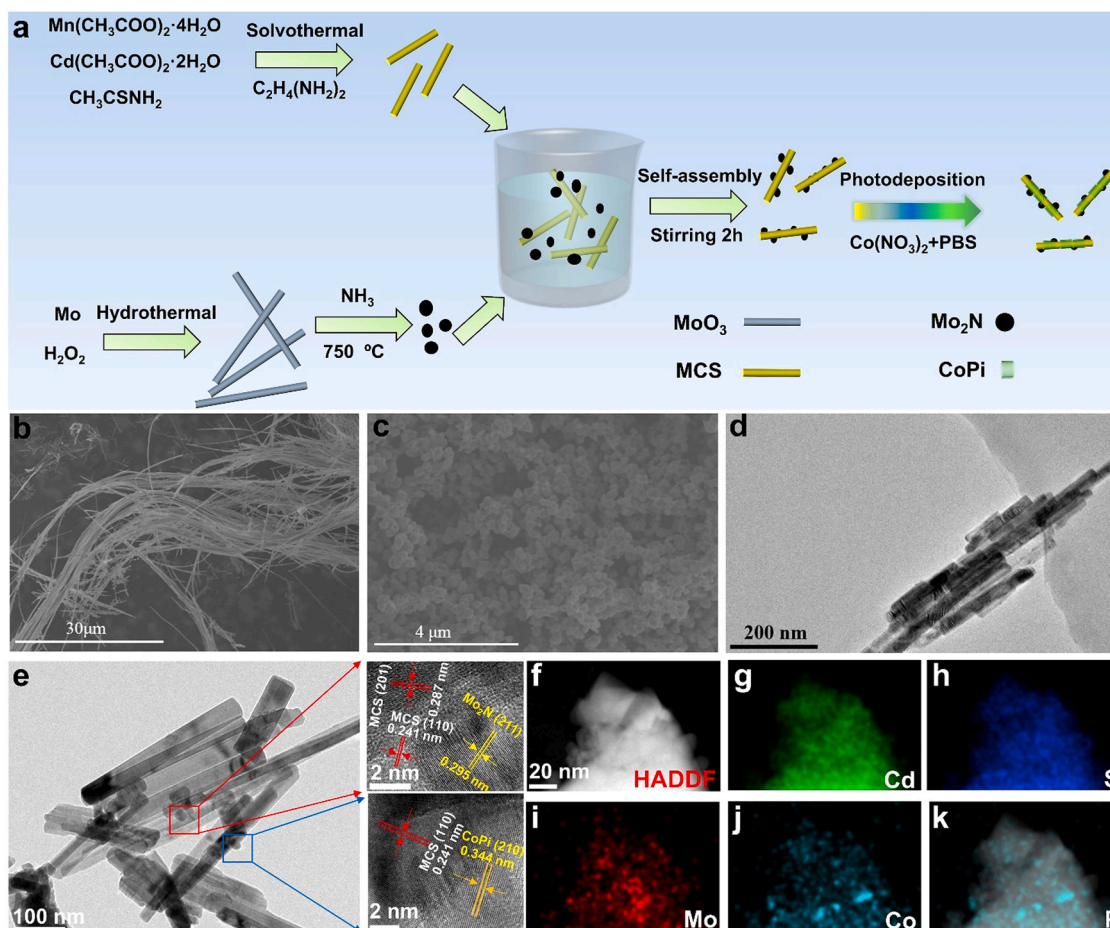 a
Mn(CH₃COO)₂·4H₂O
Cd(CH₃COO)₂·2H₂O
CH₃CSNH₂
Solvothermal
C₂H₄(NH₂)₂
Self-assembly
Stirring 2h
Photodeposition
Co(NO₃)₂+PBS
Mo
H₂O₂
Hydrothermal
NH₃
750 ºC
MoO₃
Mo₂N
MCS
CoPi
b
30μm
c
4 μm
d
200 nm
e
100 nm
MCS (201)
0.287 nm
MCS (110)
0.241 nm
Mo₂N (211)
0.295 nm
2 nm
MCS (110)
0.241 nm
CoPi (210)
0.344 nm
2 nm
f
20 nm
HADDF
g
Cd
h
S
i
Mo
j
Co
k